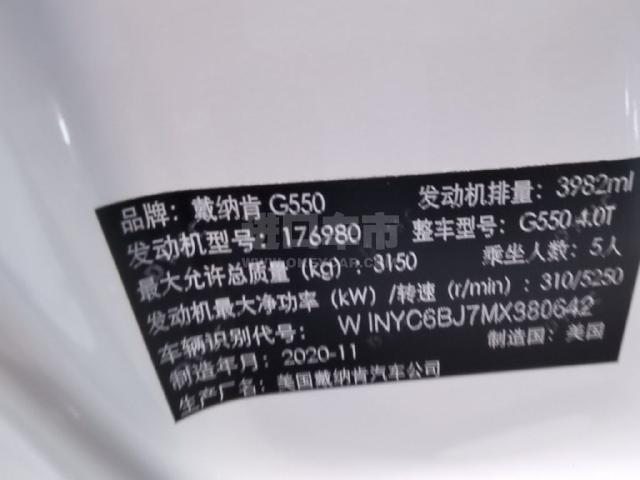 品牌：戴纳肯 G550 发动机排量：3982ml
发动机型号：176980 整车型号：G550 4.0T
最大允许总质量（kg）：3150 乘坐人数：5人
发动机最大净功率（kW）/转速（r/min）：310/5250
车辆识别代号：W INYC6BJ7MX380642
制造年月：2020-11 制造国：美国
生产厂名：美国戴纳肯汽车公司